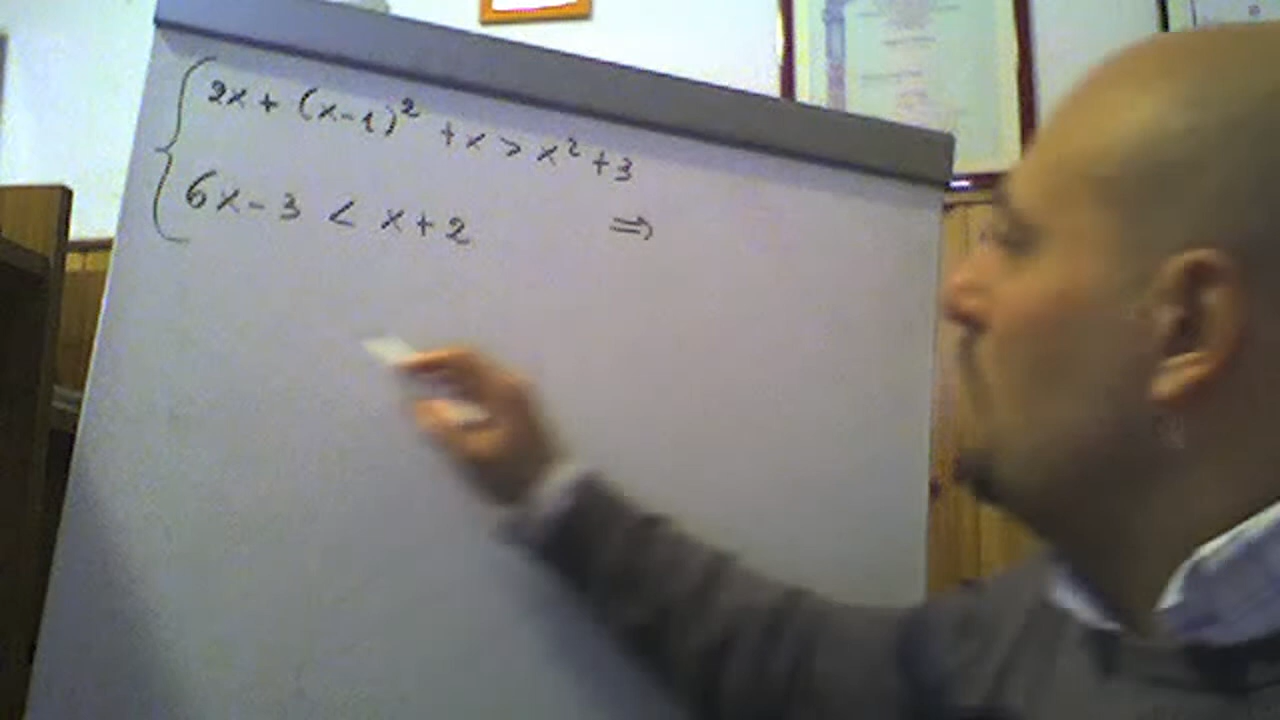 2x + (x-1)² + x > x² + 3
6x - 3 < x + 2 ⇒